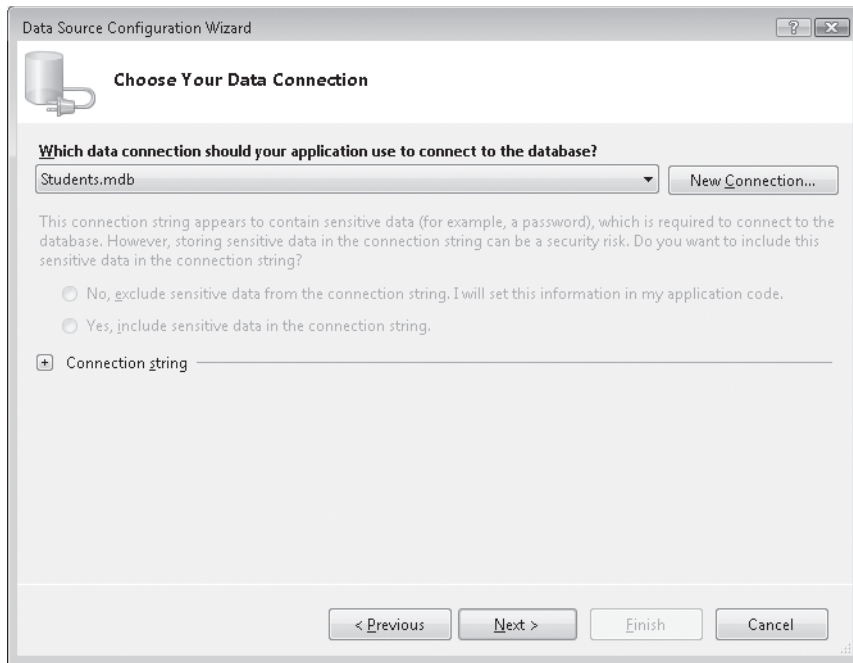 Data Source Configuration Wizard
Choose Your Data Connection
Which data connection should your application use to connect to the database?
Students.mdb
New Connection...
This connection string appears to contain sensitive data (for example, a password), which is required to connect to the
database. However, storing sensitive data in the connection string can be a security risk. Do you want to include this
sensitive data in the connection string?
No, exclude sensitive data from the connection string. I will set this information in my application code.
Yes, include sensitive data in the connection string.
Connection string
< Previous
Next >
Finish
Cancel